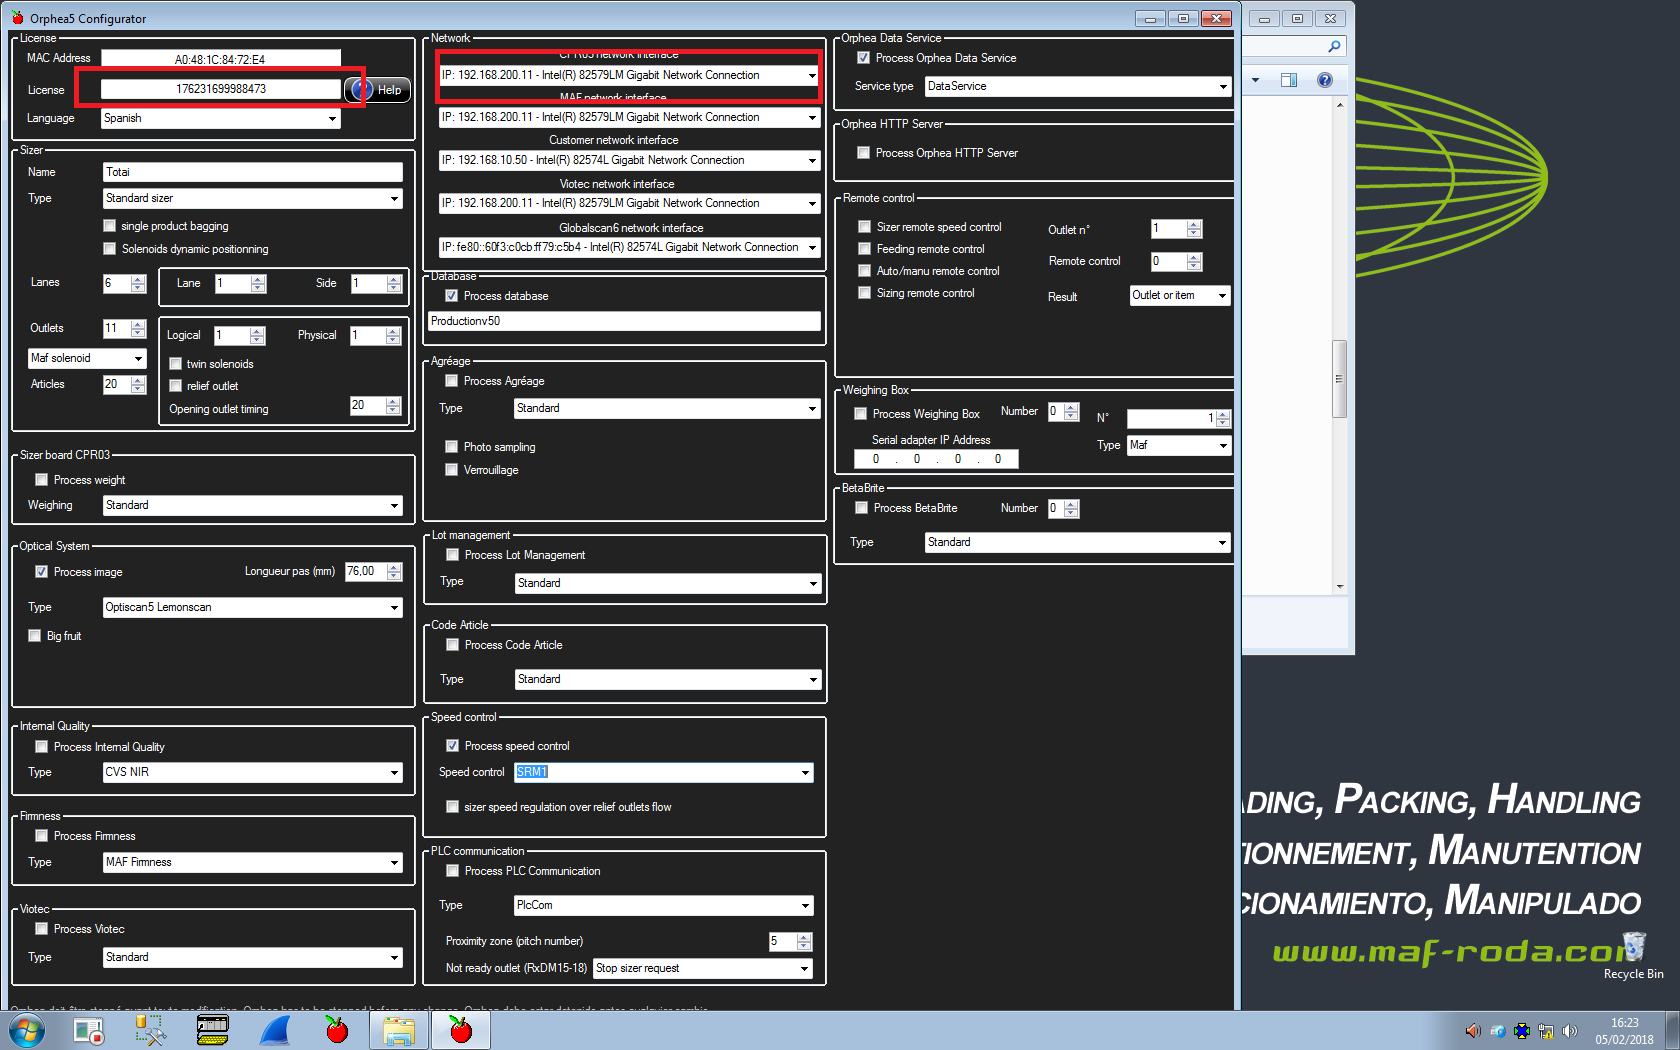 Orphea5 Configurator
License
MAC Address
A0:48:1C:84:72:E4
License
176231699988473
Help
Language
Spanish
Sizer
Name
Totai
Type
Standard sizer
single product bagging
Solenoids dynamic positionning
Lanes
6
Lane
1
Side
1
Outlets
11
Logical
1
Physical
1
Maf solenoid
twin solenoids
Articles
20
relief outlet
Opening outlet timing
20
Sizer board CPR03
Process weight
Weighing
Standard
Optical System
Process image
Longueur pas (mm)
76,00
Type
Optiscan5 Lemonscan
Big fruit
Internal Quality
Process Internal Quality
Type
CVS NIR
Firmness
Process Firmness
Type
MAF Firmness
Viotec
Process Viotec
Type
Standard
Network
CPR03 network interface
IP: 192.168.200.11 - Intel(R) 82579LM Gigabit Network Connection
MAF network interface
IP: 192.168.200.11 - Intel(R) 82579LM Gigabit Network Connection
Customer network interface
IP: 192.168.10.50 - Intel(R) 82574L Gigabit Network Connection
Viotec network interface
IP: 192.168.200.11 - Intel(R) 82579LM Gigabit Network Connection
Globalscan6 network interface
IP: fe80::60f3:c0cb:ff79:c5b4 - Intel(R) 82574L Gigabit Network Connection
Database
Process database
Productionv50
Agréage
Process Agréage
Type
Standard
Photo sampling
Verrouillage
Lot management
Process Lot Management
Type
Standard
Code Article
Process Code Article
Type
Standard
Speed control
Process speed control
Speed control
SRM1
sizer speed regulation over relief outlets flow
PLC communication
Process PLC Communication
Type
PlcCom
Proximity zone (pitch number)
5
Not ready outlet (RxDM15-18)
Stop sizer request
Orphea Data Service
Process Orphea Data Service
Service type
DataService
Orphea HTTP Server
Process Orphea HTTP Server
Remote control
Sizer remote speed control
Outlet n°
1
Feeding remote control
Remote control
0
Auto/manu remote control
Sizing remote control
Result
Outlet or item
Weighing Box
Process Weighing Box
Number
0
N°
1
Serial adapter IP Address
0 . 0 . 0 . 0
Type
Maf
BetaBrite
Process BetaBrite
Number
0
Type
Standard
ADING, PACKING, HANDLING
TIONNEMENT, MANUTENTION
CIONAMIENTO, MANIPULADO
www.maf-roda.com
Recycle Bin
16:23
05/02/2018